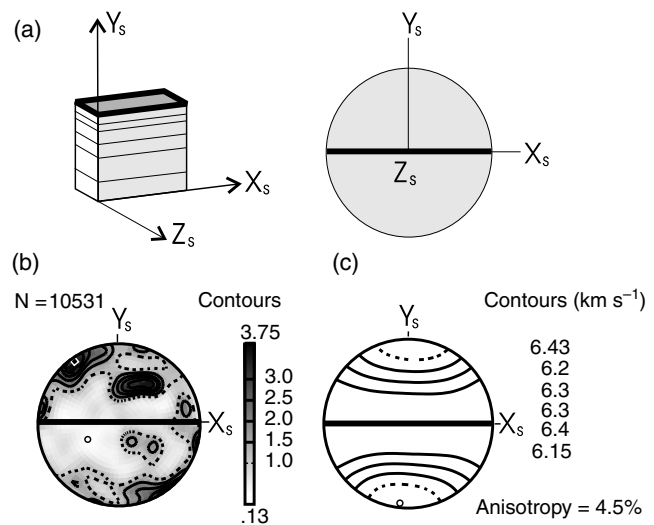 (a)
Yₛ
Xₛ
Zₛ
Yₛ
Xₛ
Zₛ
(b)
N =10531
Contours
Yₛ
Xₛ
3.75
3.0
2.5
2.0
1.5
1.0
.13
(c)
Contours (km s⁻¹)
Yₛ
Xₛ
6.43
6.2
6.3
6.3
6.4
6.15
Anisotropy = 4.5%